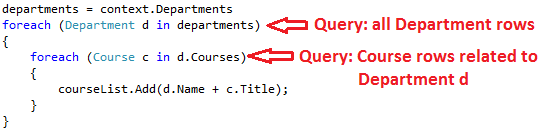 departments = context.Departments
foreach (Department d in departments)
Query: all Department rows
{
foreach (Course c in d.Courses)
Query: Course rows related to
Department d
{
courseList.Add(d.Name + c.Title);
}
}